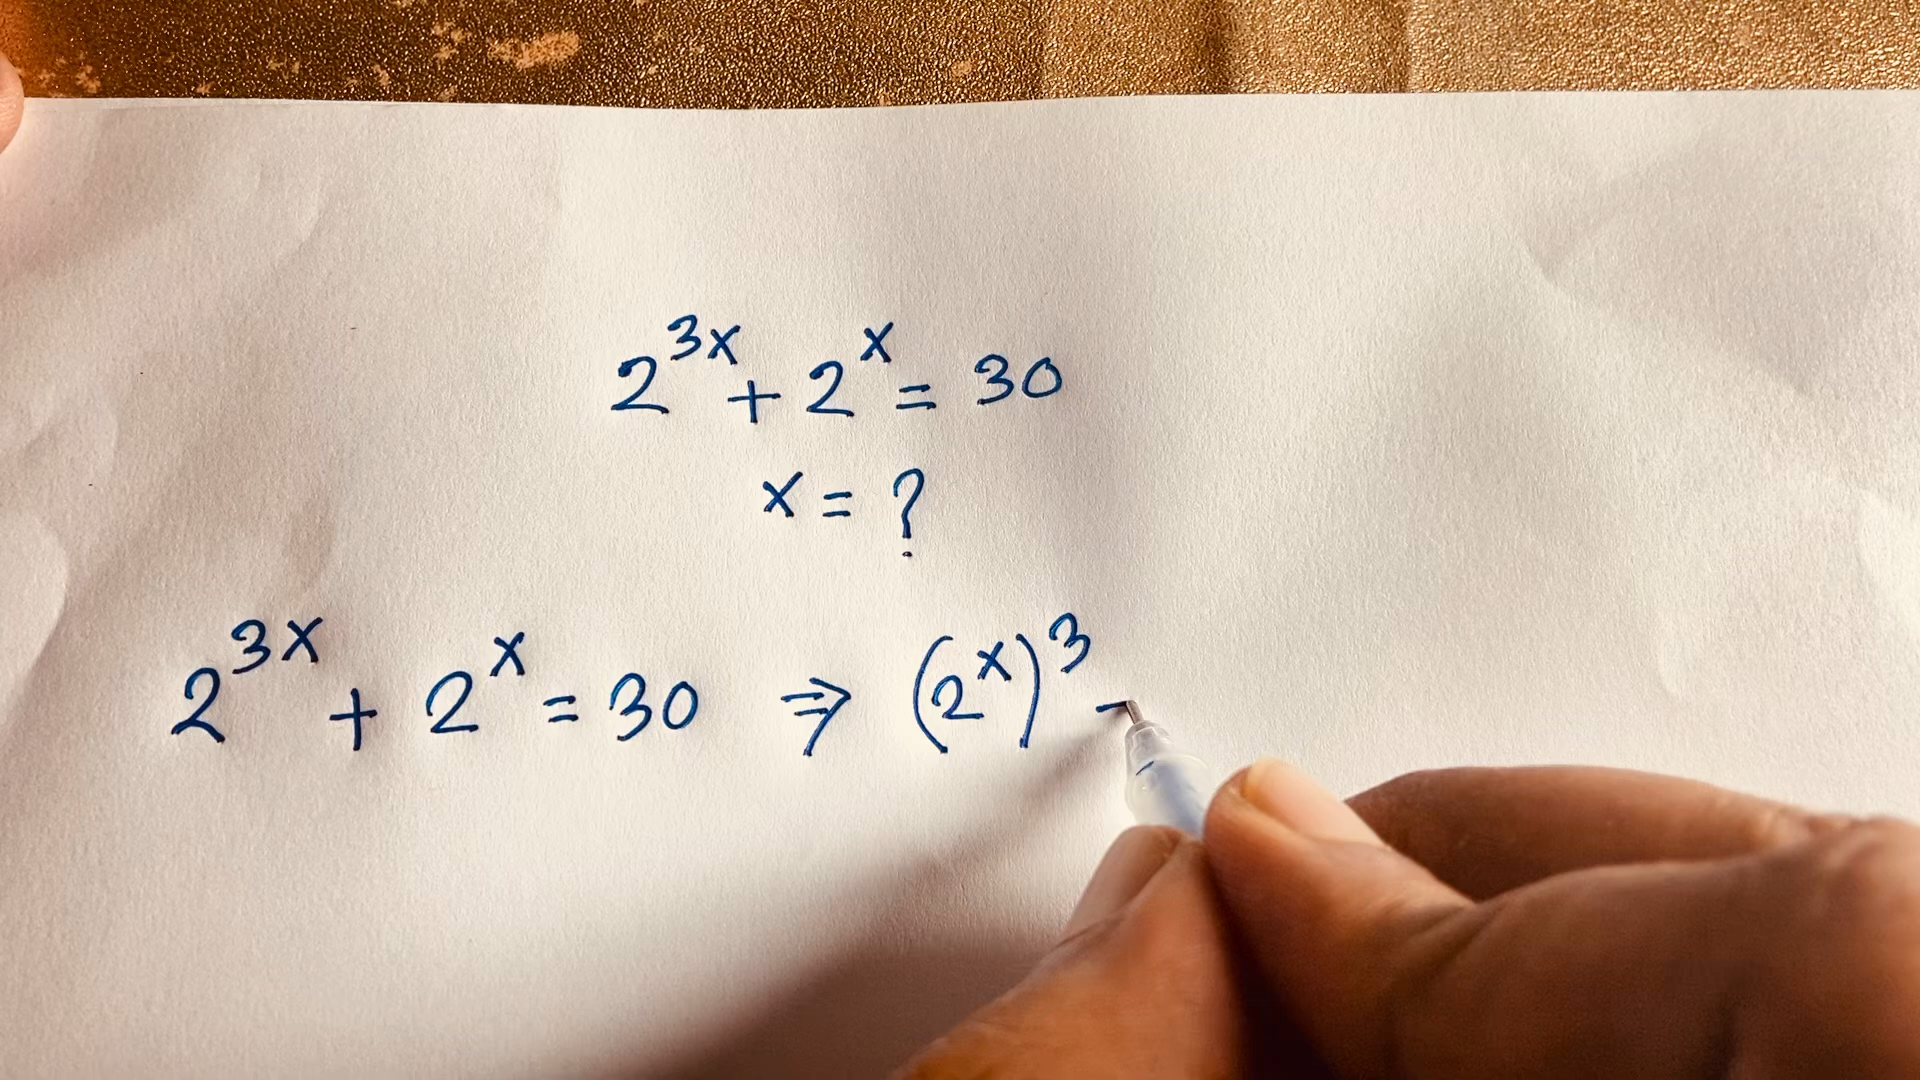 2^{3x} + 2^x = 30
x = ?
2^{3x} + 2^x = 30 ⇒ (2^x)^3 -